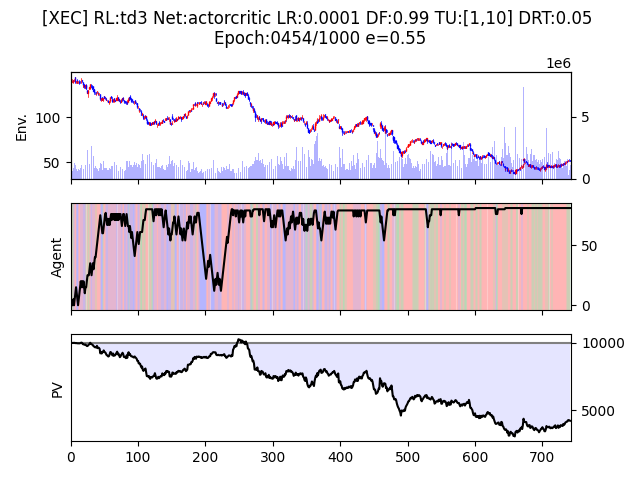 [XEC] RL:td3 Net:actorcritic LR:0.0001 DF:0.99 TU:[1,10] DRT:0.05
Epoch:0454/1000 e=0.55
1e6
Env.
100
50
5
0
Agent
50
0
PV
10000
5000
0 100 200 300 400 500 600 700